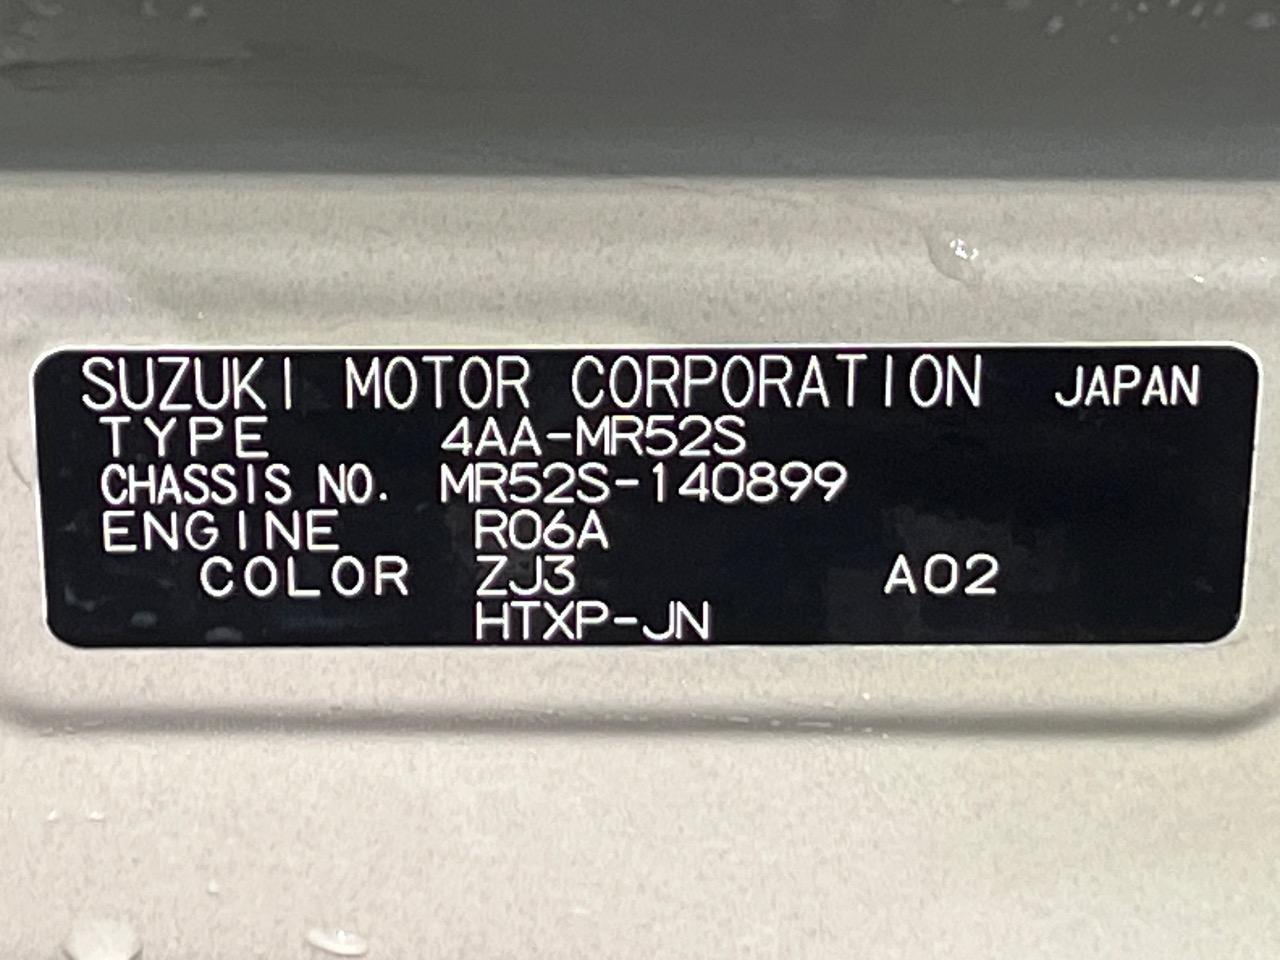 SUZUKI MOTOR CORPORATION JAPAN
TYPE 4AA-MR52S
CHASSIS NO. MR52S-140899
ENGINE R06A
COLOR ZJ3 A02
HTXP-JN